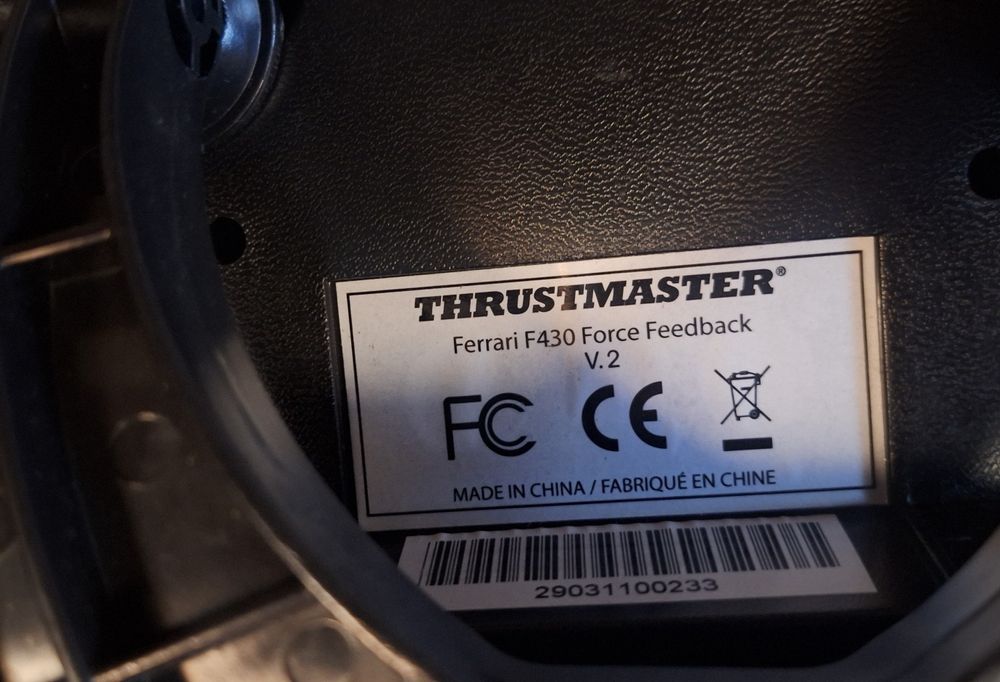 THRUSTMASTER®
Ferrari F430 Force Feedback
V.2
FC CE
MADE IN CHINA / FABRIQUÉ EN CHINE
29031100233